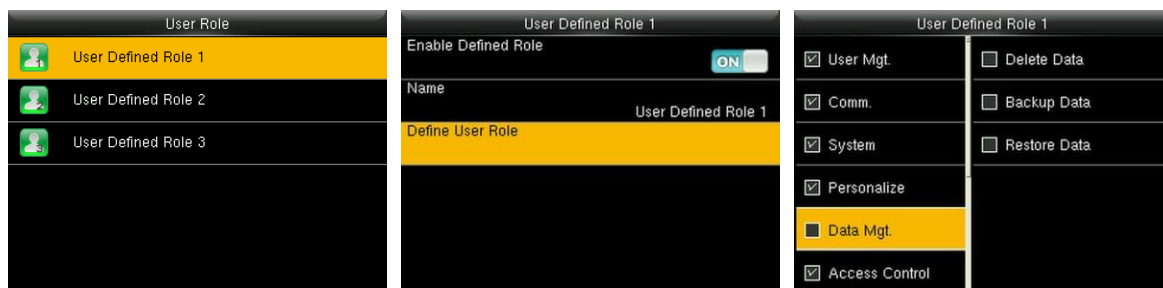 User Role
User Defined Role 1
User Defined Role 2
User Defined Role 3
User Defined Role 1
Enable Defined Role
ON
Name
User Defined Role 1
Define User Role
User Defined Role 1
User Mgt.
Comm.
System
Personalize
Data Mgt.
Access Control
Delete Data
Backup Data
Restore Data